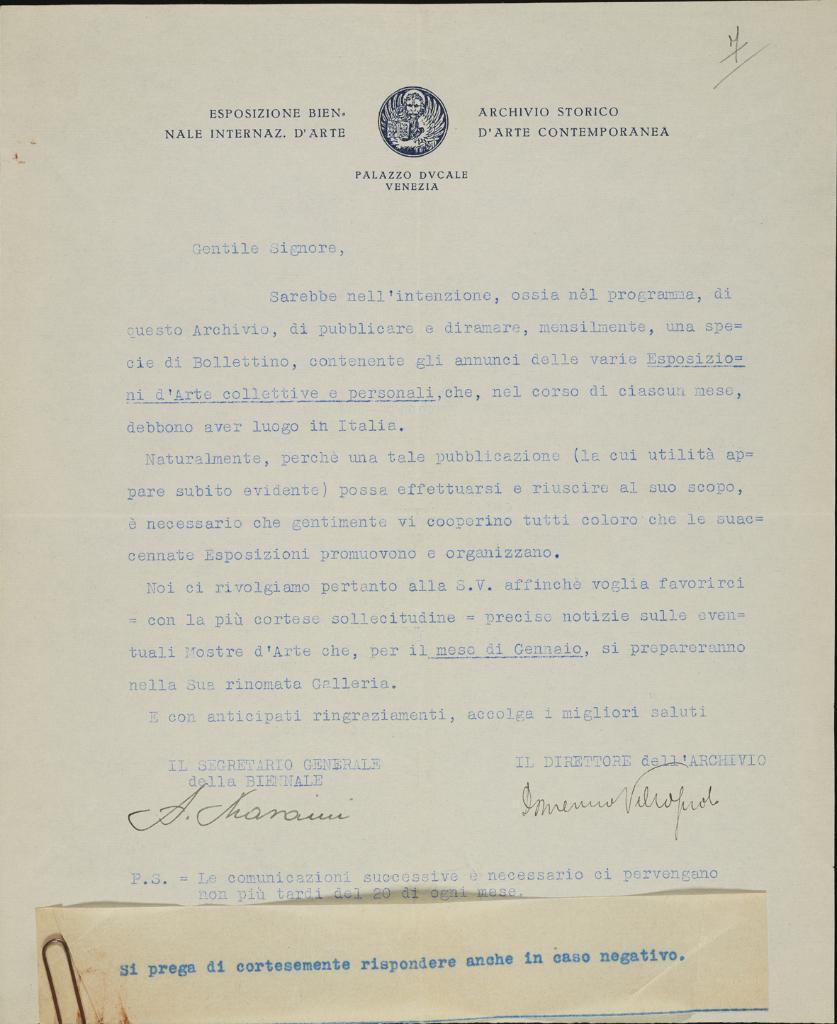 7
ESPOSIZIONE BIEN-
NALE INTERNAZ. D'ARTE
ARCHIVIO STORICO
D'ARTE CONTEMPORANEA
PALAZZO DVCALE
VENEZIA
Gentile Signore,
Sarebbe nell'intenzione, ossia nèl programma, di
questo Archivio, di pubblicare e diramare, mensilmente, una spe=
cie di Bollettino, contenente gli annunci delle varie Esposizio=
ni d'Arte collettive e personali,che, nel corso di ciascun mese,
debbono aver luogo in Italia.
Naturalmente, perchè una tale pubblicazione (la cui utilità ap=
pare subito evidente) possa effettuarsi e riuscire al suo scopo,
è necessario che gentimente vi cooperino tutti coloro che le suac=
cennate Esposizioni promuovono e organizzano.
Noi ci rivolgiamo pertanto alla S.V. affinchè voglia favorirci
= con la più cortese sollecitudine = precise notizie sulle even=
tuali Mostre d'Arte che, per il mese di Gennaio, si prepareranno
nella Sua rinomata Galleria.
E con anticipati ringraziamenti, accolga i migliori saluti
IL SEGRETARIO GENERALE
della BIENNALE
A. Maraini
IL DIRETTORE dell'ARCHIVIO
Domenico
P.S. = Le comunicazioni successive è necessario ci pervengano
non più tardi del 20 di ogni mese.
Si prega di cortesemente rispondere anche in caso negativo.